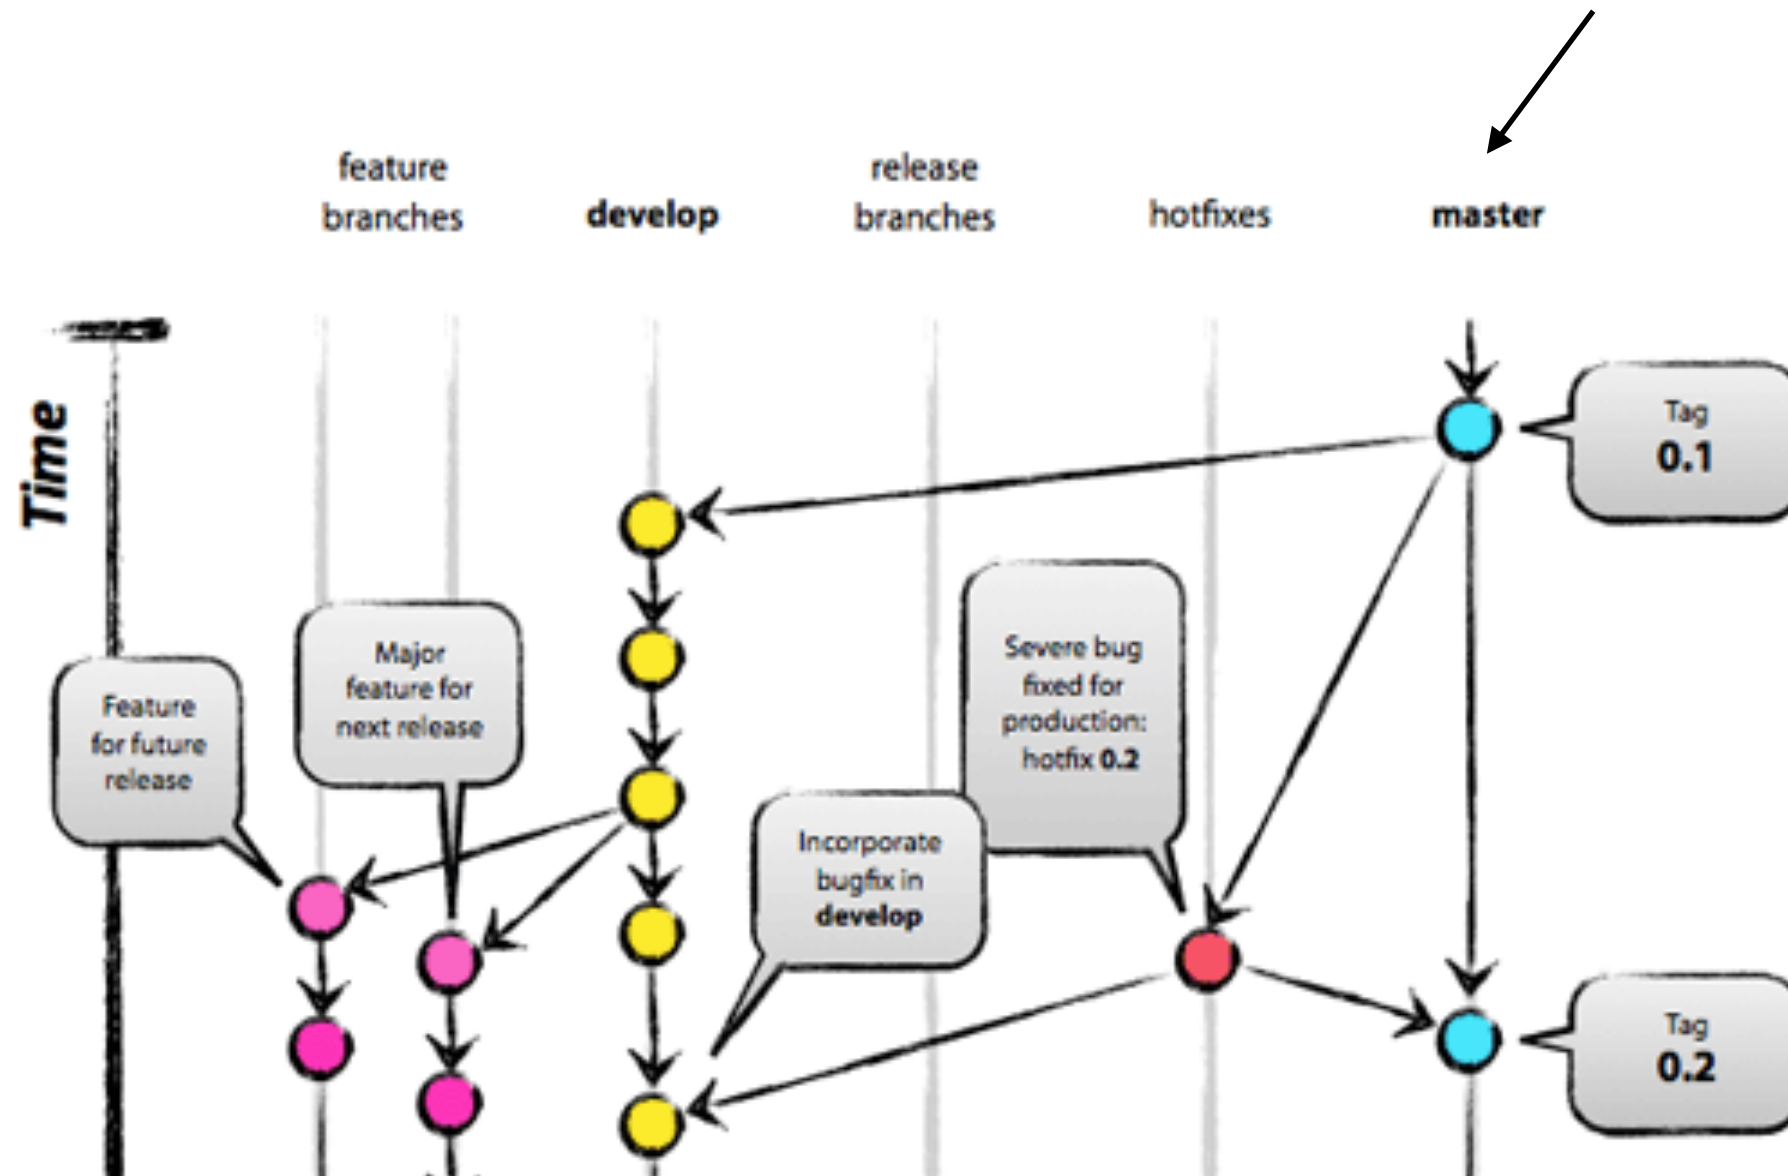 feature
branches
develop
release
branches
hotfixes
master
Time
Tag
0.1
Major
feature for
next release
Feature
for future
release
Severe bug
fixed for
production:
hotfix 0.2
Incorporate
bugfix in
develop
Tag
0.2